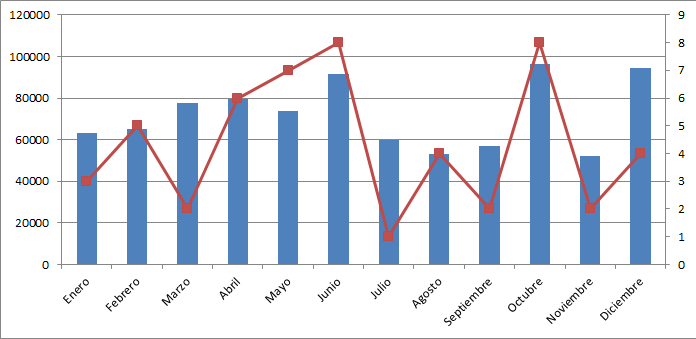 120000
100000
80000
60000
40000
20000
0
9
8
7
6
5
4
3
2
1
0
Enero
Febrero
Marzo
Abril
Mayo
Junio
Julio
Agosto
Septiembre
Octubre
Noviembre
Diciembre